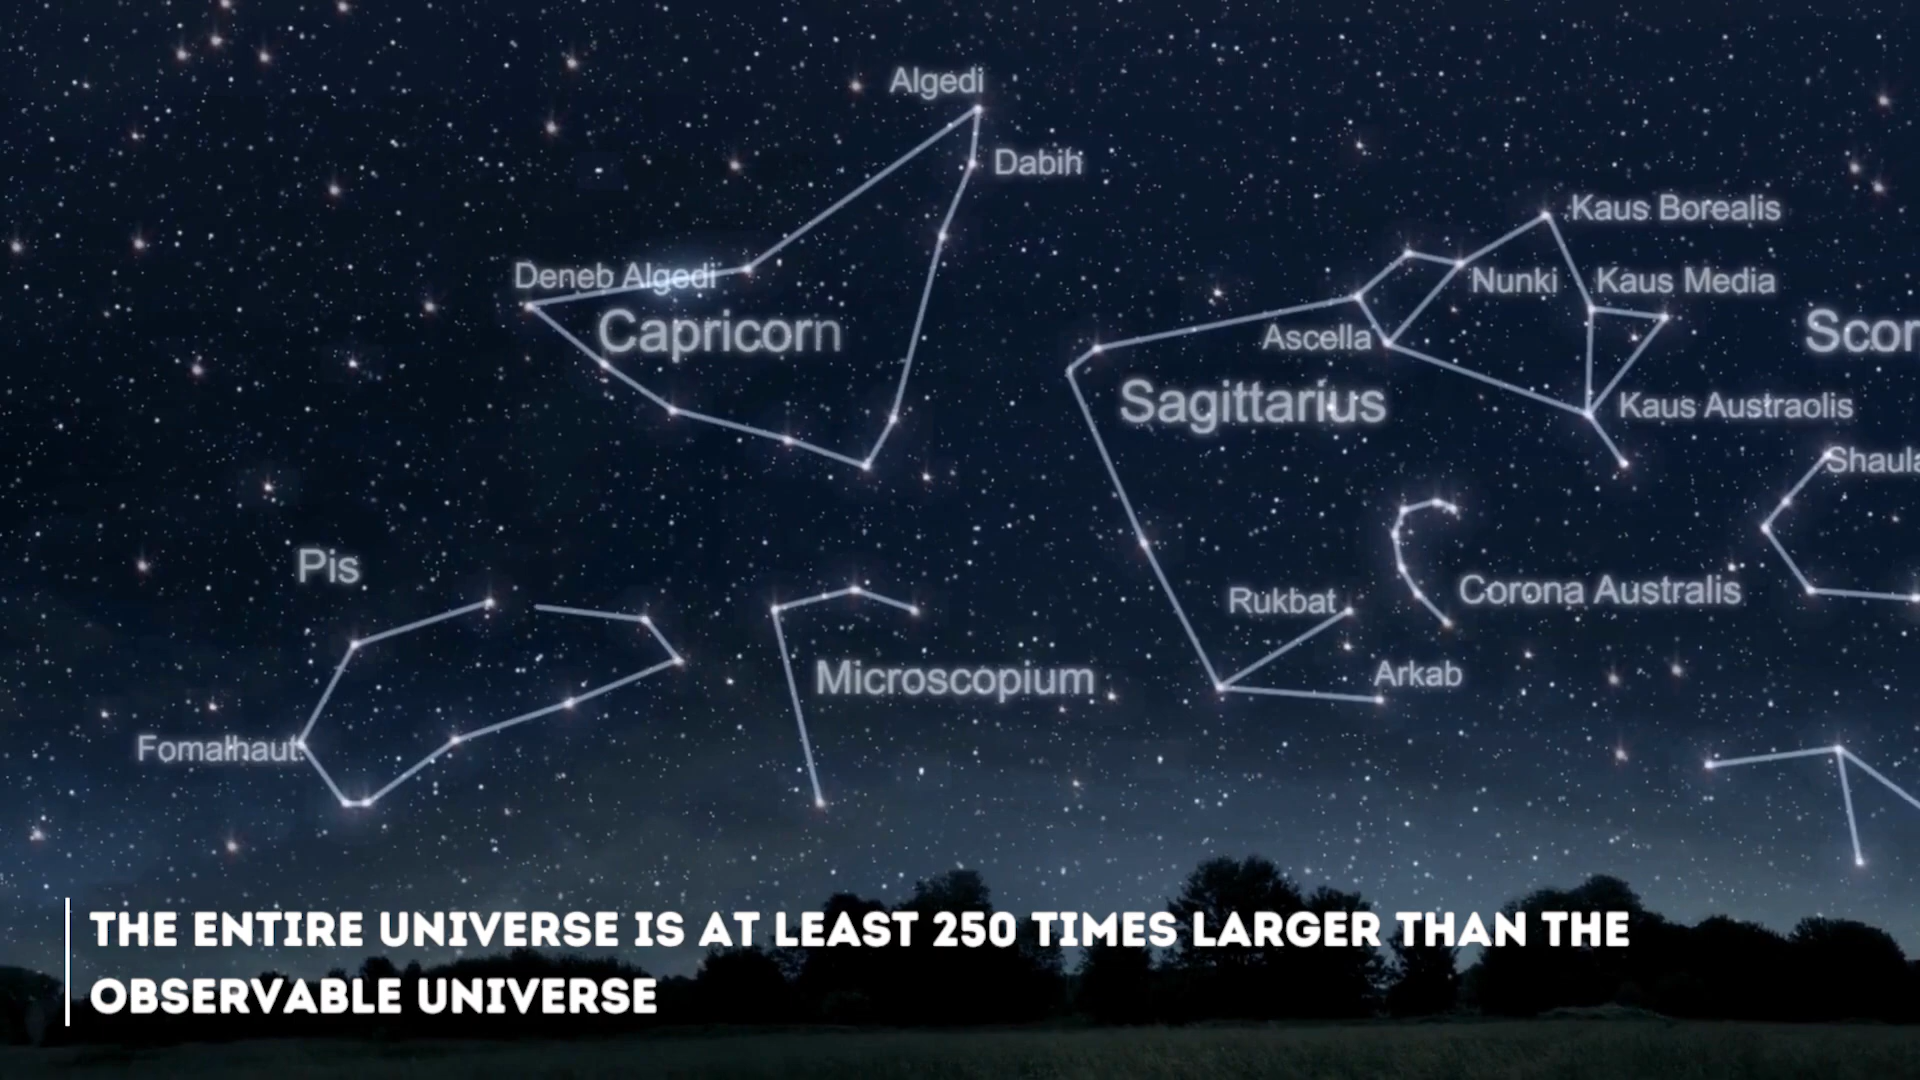 Algedi
Dabih
Kaus Borealis
Deneb Algedi
Nunki
Kaus Media
Capricorn
Ascella
Scor
Sagittarius
Kaus Austraolis
Shaula
Pis
Rukbat
Corona Australis
Microscopium
Arkab
Fomalhaut
THE ENTIRE UNIVERSE IS AT LEAST 250 TIMES LARGER THAN THE
OBSERVABLE UNIVERSE